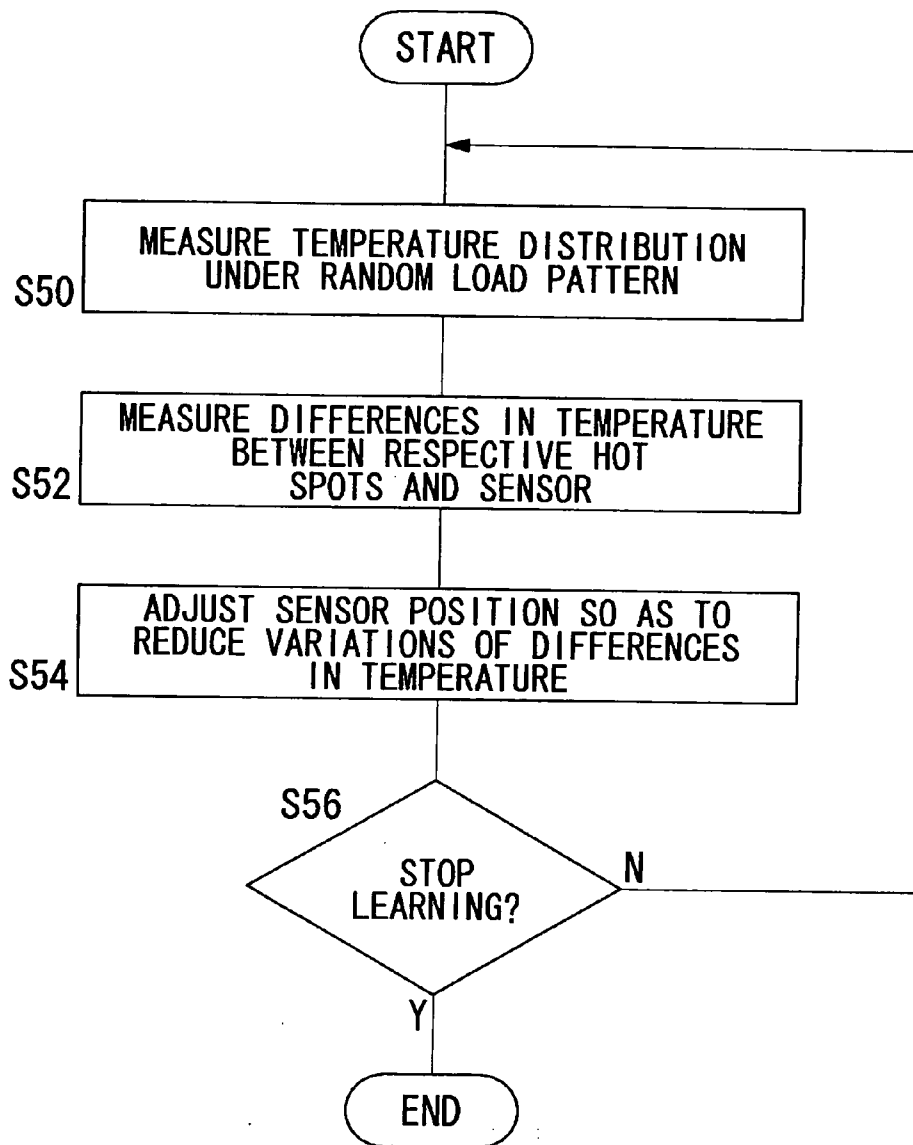 START
MEASURE TEMPERATURE DISTRIBUTION
UNDER RANDOM LOAD PATTERN
S50
MEASURE DIFFERENCES IN TEMPERATURE
BETWEEN RESPECTIVE HOT
SPOTS AND SENSOR
S52
ADJUST SENSOR POSITION SO AS TO
REDUCE VARIATIONS OF DIFFERENCES
IN TEMPERATURE
S54
S56
STOP
LEARNING?
N
Y
END